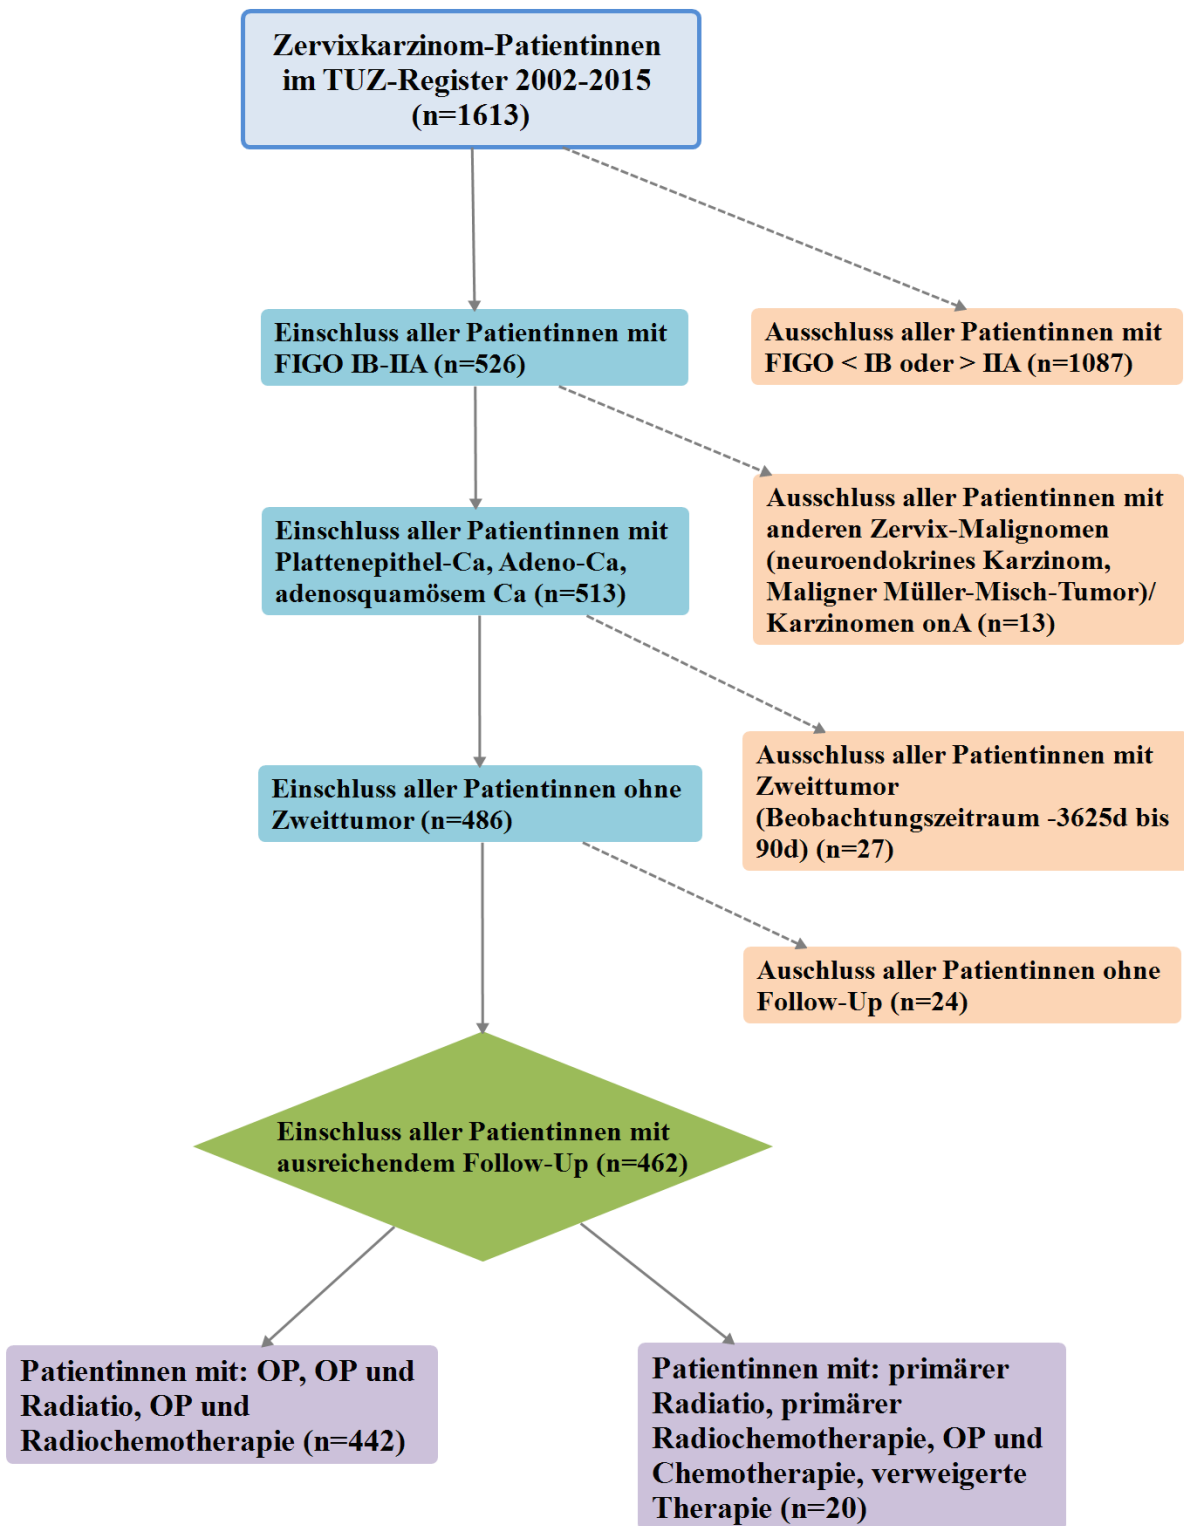 Zervixkarzinom-Patientinnen
im TUZ-Register 2002-2015
(n=1613)
Einschluss aller Patientinnen mit
FIGO IB-IIA (n=526)
Ausschluss aller Patientinnen mit
FIGO < IB oder > IIA (n=1087)
Einschluss aller Patientinnen mit
Plattenepithel-Ca, Adeno-Ca,
adenosquamösem Ca (n=513)
Ausschluss aller Patientinnen mit
anderen Zervix-Malignomen
(neuroendokrines Karzinom,
Maligner Müller-Misch-Tumor)/
Karzinomen onA (n=13)
Einschluss aller Patientinnen ohne
Zweittumor (n=486)
Ausschluss aller Patientinnen mit
Zweittumor
(Beobachtungszeitraum -3625d bis
90d) (n=27)
Auschluss aller Patientinnen ohne
Follow-Up (n=24)
Einschluss aller Patientinnen mit
ausreichendem Follow-Up (n=462)
Patientinnen mit: OP, OP und
Radiatio, OP und
Radiochemotherapie (n=442)
Patientinnen mit: primärer
Radiatio, primärer
Radiochemotherapie, OP und
Chemotherapie, verweigerte
Therapie (n=20)